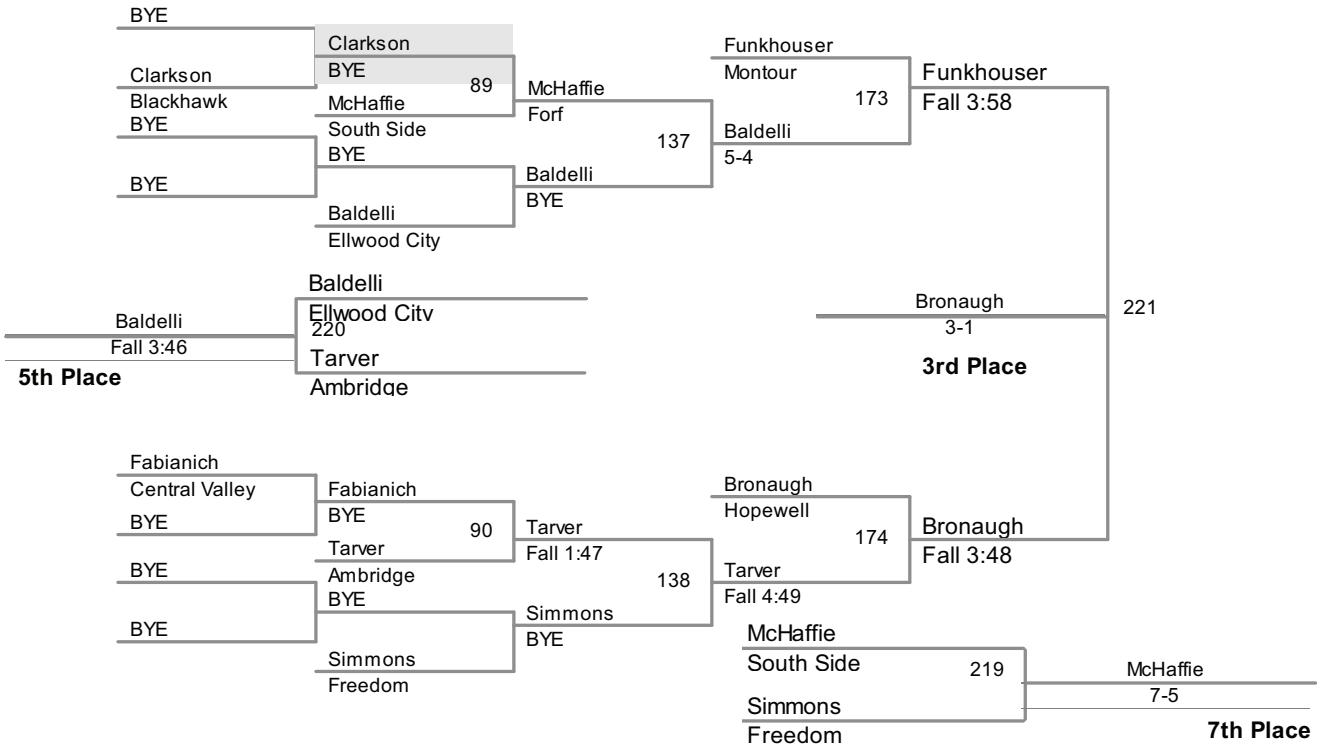 BYE
Clarkson
Blackhawk
Clarkson
BYE
89
McHaffie
South Side
McHaffie
Forf
BYE
BYE
BYE
Baldelli
Ellwood City
Baldelli
BYE
137
Funkhouser
Montour
Baldelli
5-4
173
Funkhouser
Fall 3:58
Baldelli
Ellwood City
220
Tarver
Ambridge
Baldelli
Fall 3:46
5th Place
Bronaugh
3-1
3rd Place
221
Fabianich
Central Valley
BYE
Fabianich
BYE
90
Tarver
Ambridge
Tarver
Fall 1:47
BYE
BYE
BYE
Simmons
Freedom
Simmons
BYE
138
Bronaugh
Hopewell
Tarver
Fall 4:49
174
Bronaugh
Fall 3:48
McHaffie
South Side
219
Simmons
Freedom
McHaffie
7-5
7th Place